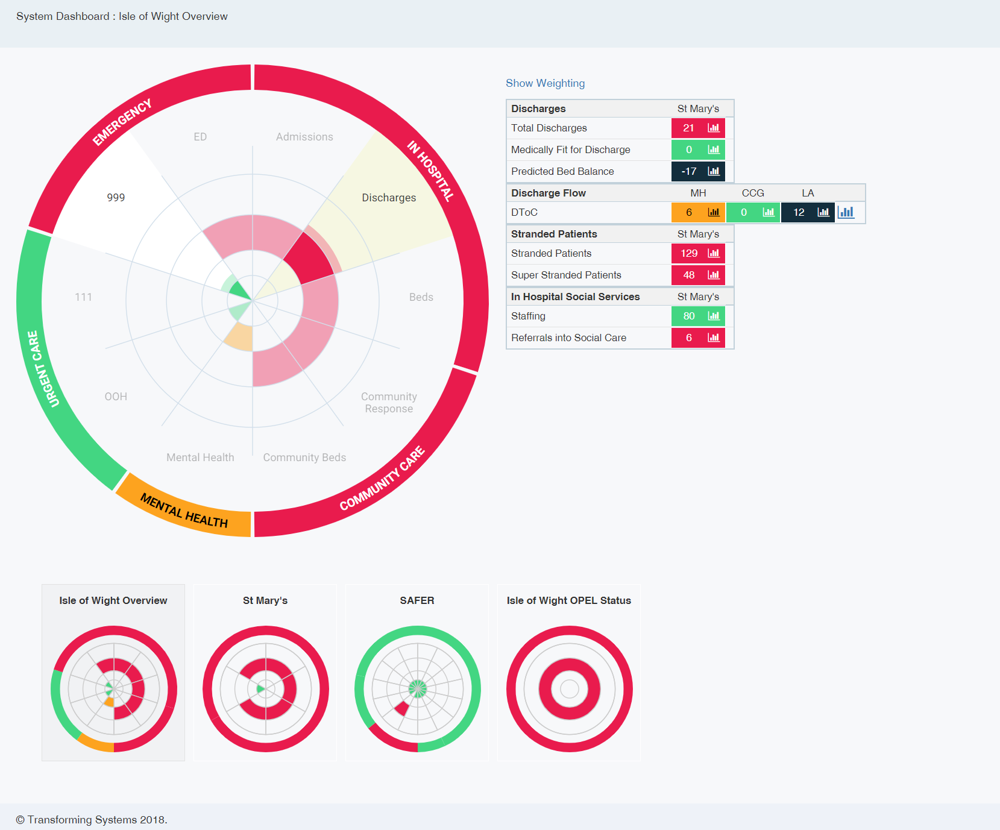 System Dashboard : Isle of Wight Overview
EMERGENCY
IN HOSPITAL
COMMUNITY CARE
MENTAL HEALTH
URGENT CARE
ED
Admissions
999
Discharges
111
Beds
OOH
Community
Response
Mental Health
Community Beds
Show Weighting
Discharges St Mary's
Total Discharges 21
Medically Fit for Discharge 0
Predicted Bed Balance -17
Discharge Flow MH CCG LA
DToC 6 0 12
Stranded Patients St Mary's
Stranded Patients 129
Super Stranded Patients 48
In Hospital Social Services St Mary's
Staffing 80
Referrals into Social Care 6
Isle of Wight Overview
St Mary's
SAFER
Isle of Wight OPEL Status
© Transforming Systems 2018.